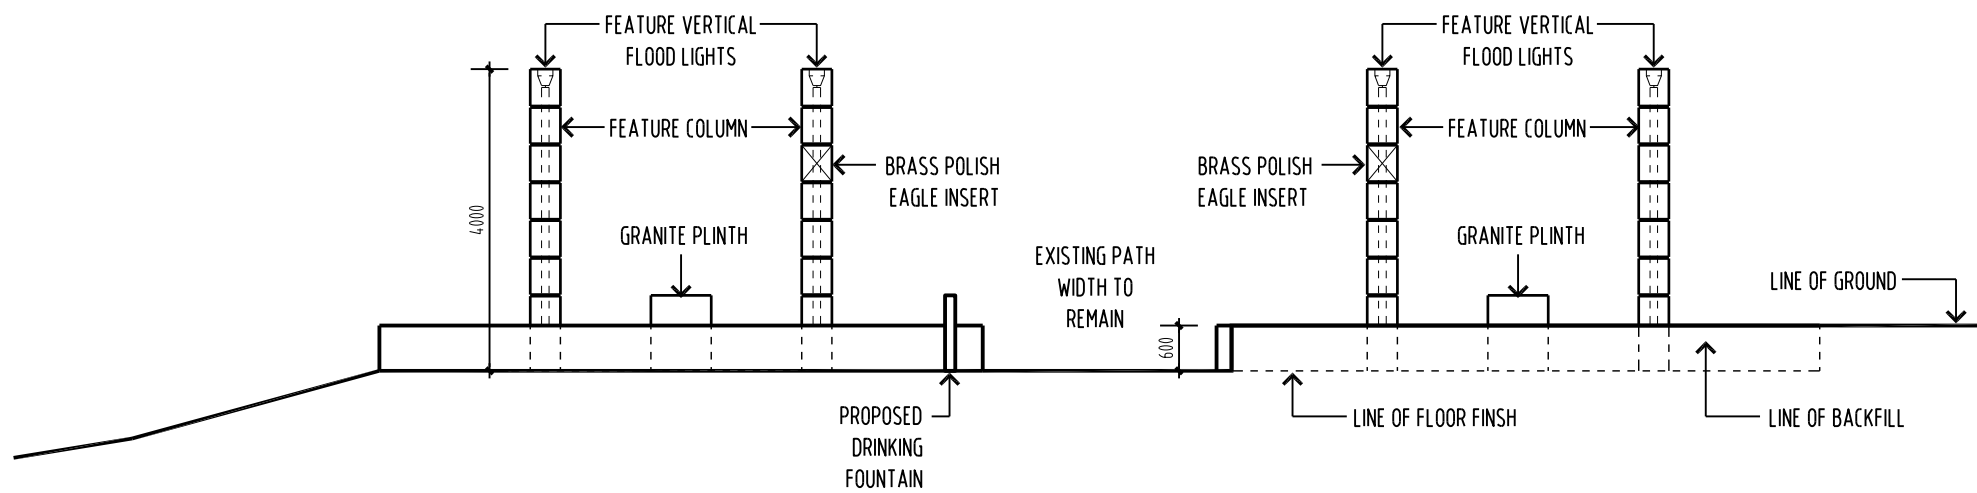 FEATURE VERTICAL
FLOOD LIGHTS
FEATURE VERTICAL
FLOOD LIGHTS
FEATURE COLUMN
FEATURE COLUMN
BRASS POLISH
EAGLE INSERT
BRASS POLISH
EAGLE INSERT
4000
GRANITE PLINTH
GRANITE PLINTH
EXISTING PATH
WIDTH TO
REMAIN
LINE OF GROUND
600
PROPOSED
DRINKING
FOUNTAIN
LINE OF FLOOR FINSH
LINE OF BACKFILL